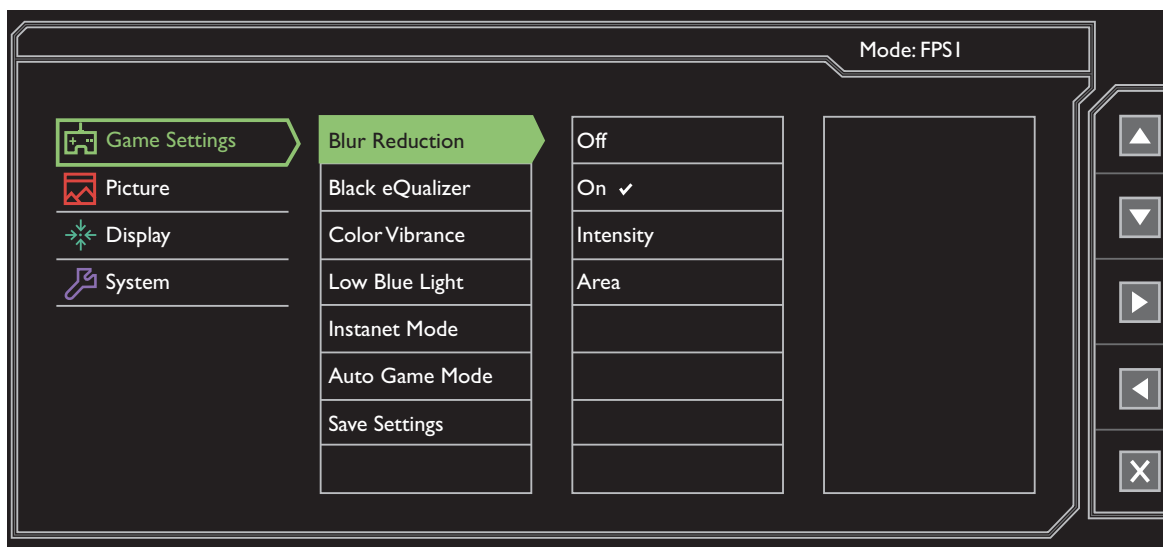 Mode: FPS1
Game Settings
Picture
Display
System
Blur Reduction
Black eQualizer
Color Vibrance
Low Blue Light
Instanet Mode
Auto Game Mode
Save Settings
Off
On ✔
Intensity
Area